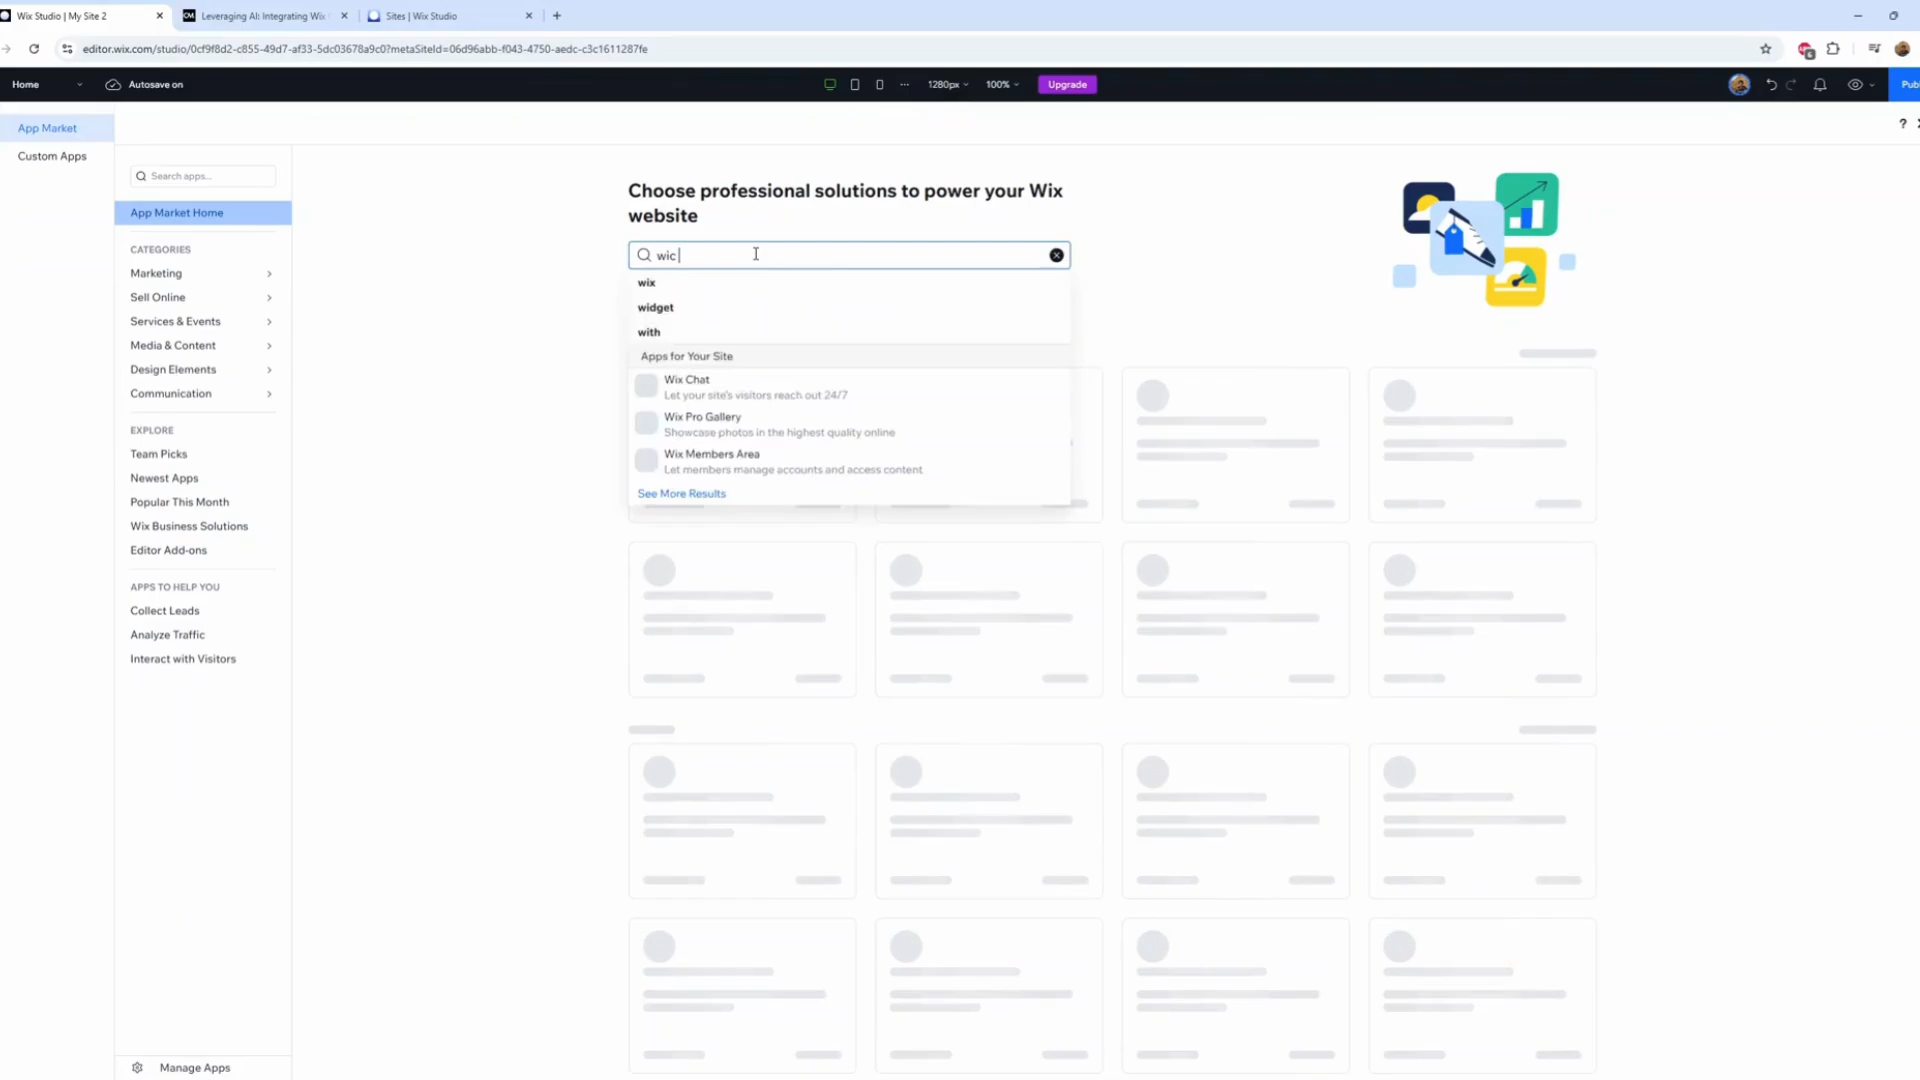 Wix Studio | My Site 2
Leveraging AI: Integrating Wix
Sites | Wix Studio
editor.wix.com/studio/0cf9f8d2-c855-49d7-af33-5dc03678a9c0?metaSiteId=06d96abb-f043-4750-aedc-c3c1611287fe
Home
Autosave on
1280px
100%
Upgrade
App Market
Custom Apps
Search apps...
App Market Home
CATEGORIES
Marketing
Sell Online
Services & Events
Media & Content
Design Elements
Communication
EXPLORE
Team Picks
Newest Apps
Popular This Month
Wix Business Solutions
Editor Add-ons
APPS TO HELP YOU
Collect Leads
Analyze Traffic
Interact with Visitors
Manage Apps
Choose professional solutions to power your Wix
website
wic
wix
widget
with
Apps for Your Site
Wix Chat
Let your site's visitors reach out 24/7
Wix Pro Gallery
Showcase photos in the highest quality online
Wix Members Area
Let members manage accounts and access content
See More Results